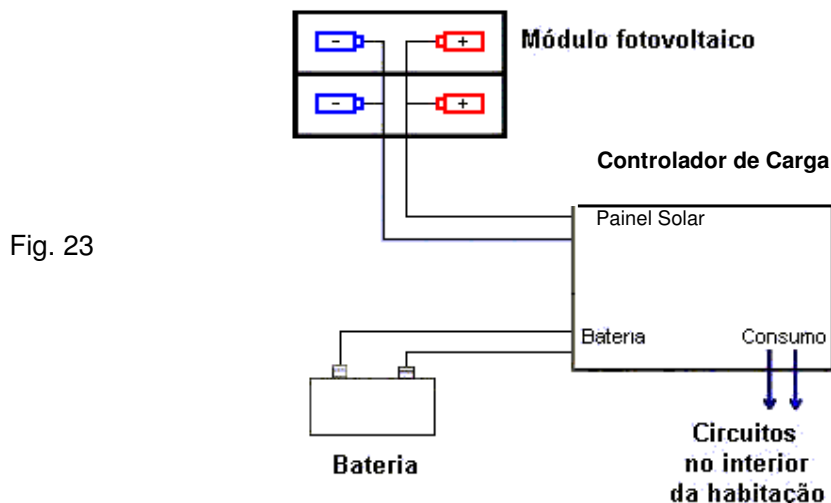 - +
Módulo fotovoltaico
- +
Controlador de Carga
Painel Solar
Fig. 23
Bateria Consumo
Circuitos
no interior
da habitação
Bateria